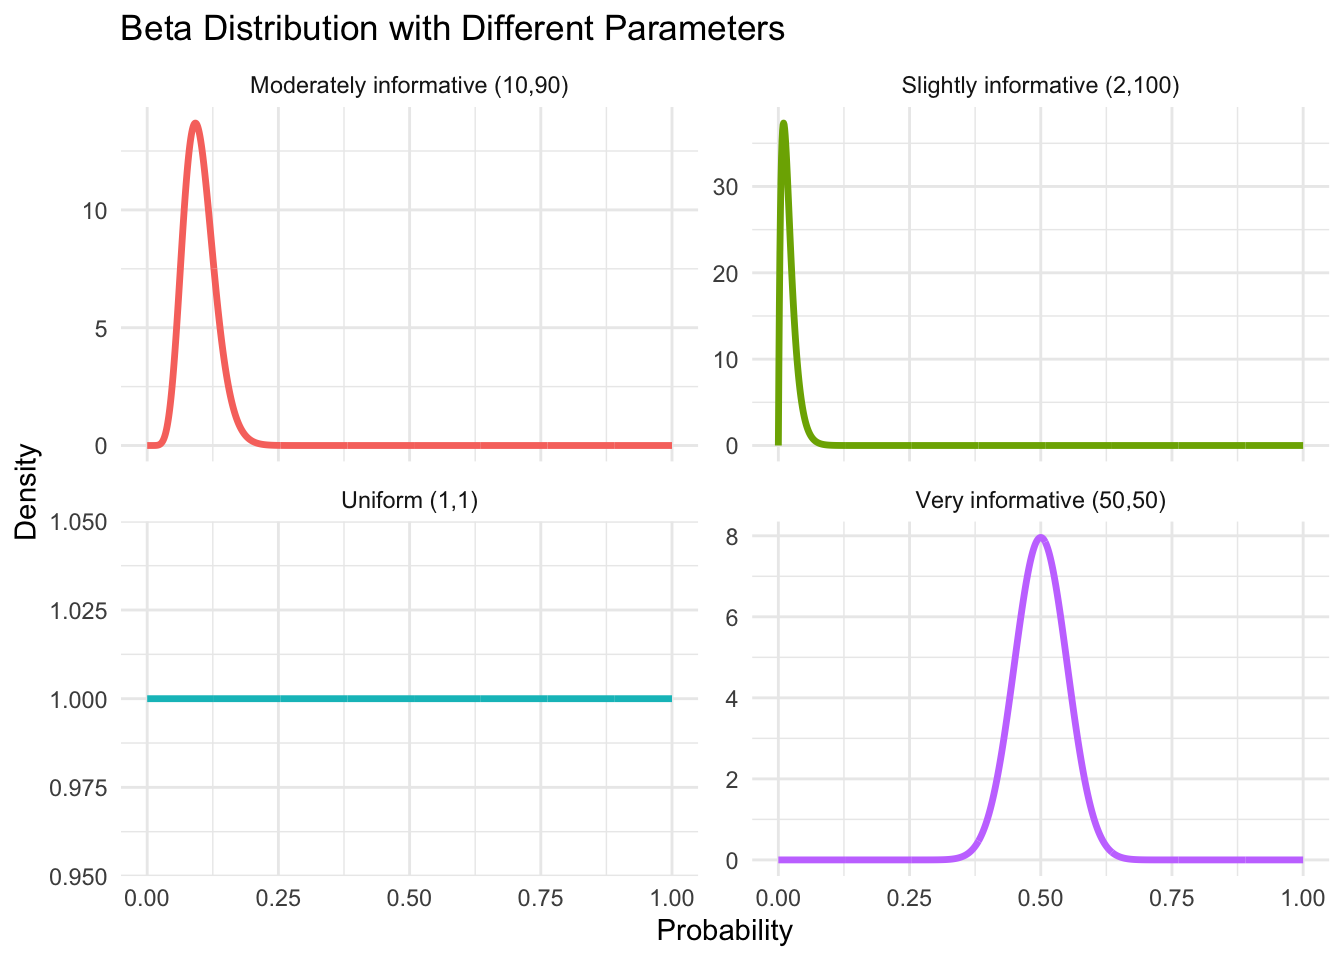 Beta Distribution with Different Parameters
Moderately informative (10,90)
Slightly informative (2,100)
10
5
0
30
20
10
0
Density
Uniform (1,1)
Very informative (50,50)
1.050
1.025
1.000
0.975
0.950
8
6
4
2
0
0.00 0.25 0.50 0.75 1.00
0.00 0.25 0.50 0.75 1.00
Probability